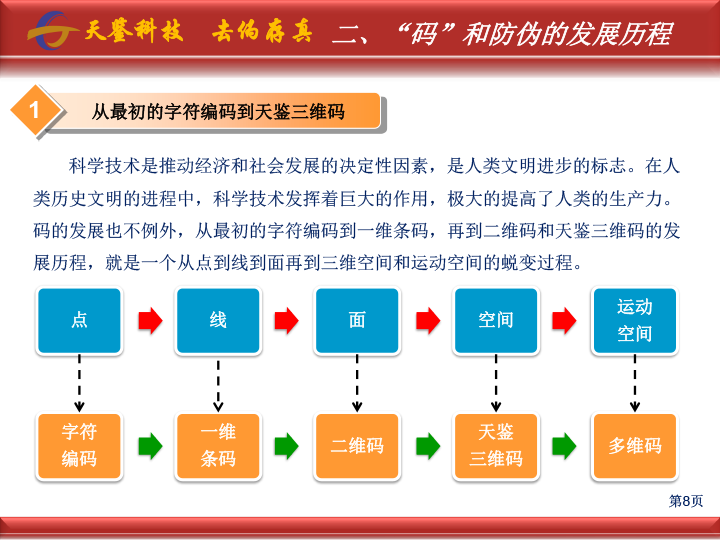 天鉴科技 去伪存真 二、“码”和防伪的发展历程
1 从最初的字符编码到天鉴三维码
科学技术是推动经济和社会发展的决定性因素，是人类文明进步的标志。在人
类历史文明的进程中，科学技术发挥着巨大的作用，极大的提高了人类的生产力。
码的发展也不例外，从最初的字符编码到一维条码，再到二维码和天鉴三维码的发
展历程，就是一个从点到线到面再到三维空间和运动空间的蜕变过程。
点 线 面 空间 运动
空间
字符
编码
一维
条码
二维码
天鉴
三维码
多维码
第8页